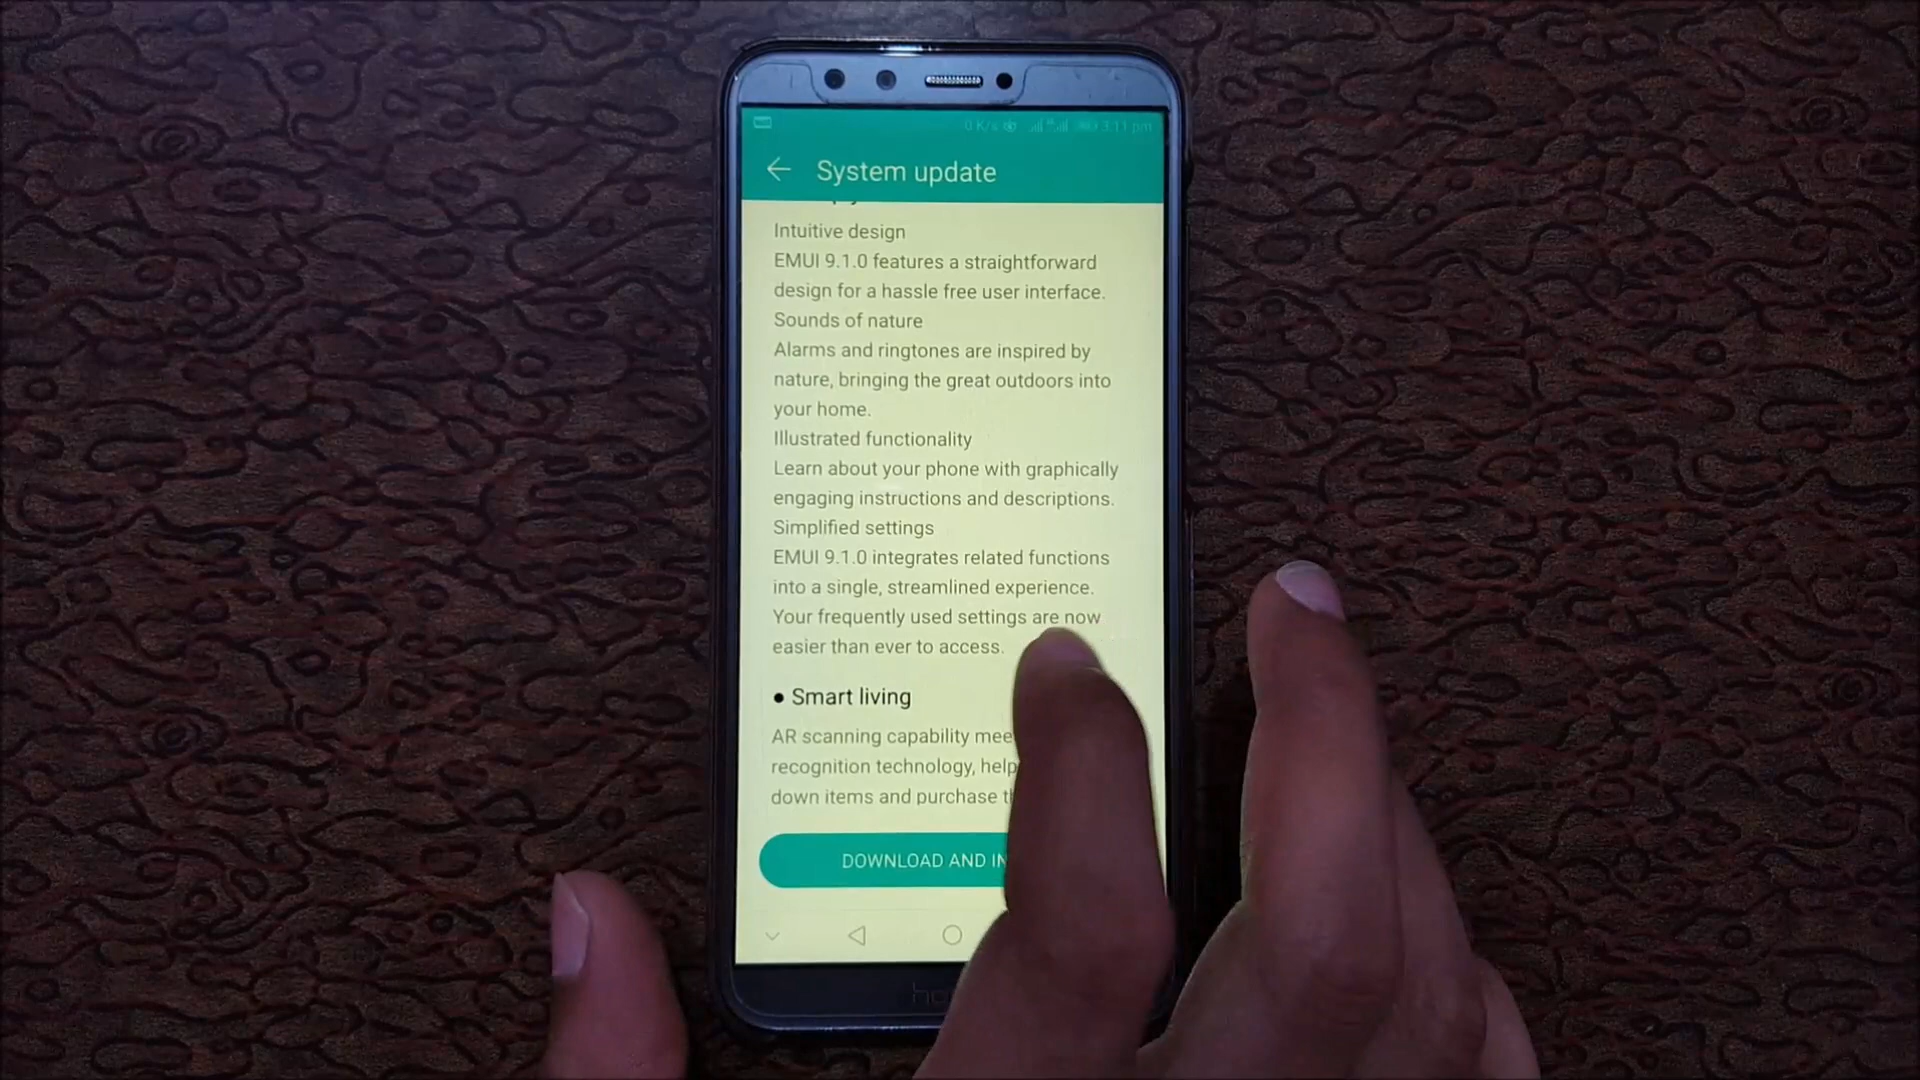 0 K/s 3:11 pm
System update
Intuitive design
EMUI 9.1.0 features a straightforward
design for a hassle free user interface.
Sounds of nature
Alarms and ringtones are inspired by
nature, bringing the great outdoors into
your home.
Illustrated functionality
Learn about your phone with graphically
engaging instructions and descriptions.
Simplified settings
EMUI 9.1.0 integrates related functions
into a single, streamlined experience.
Your frequently used settings are now
easier than ever to access.
● Smart living
AR scanning capability
recognition technology,
down items and purchase
DOWNLOAD AND